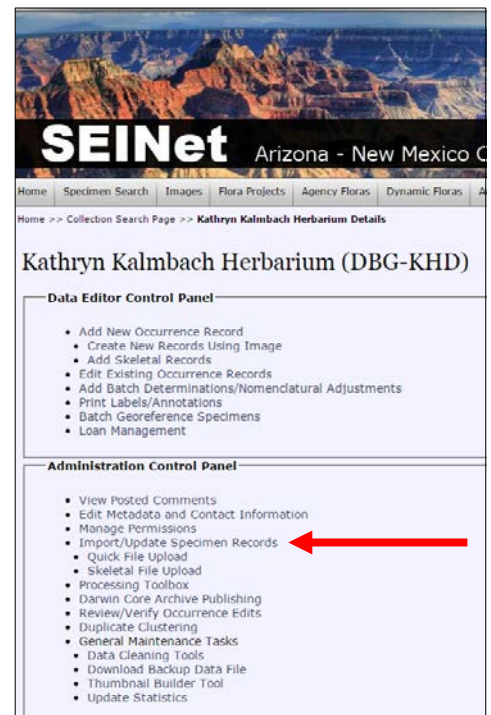 SEINet Arizona - New Mexico
Home Specimen Search Images Flora Projects Agency Floras Dynamic Floras
Home >> Collection Search Page >> Kathryn Kalmbach Herbarium Details
Kathryn Kalmbach Herbarium (DBG-KHD)
Data Editor Control Panel
• Add New Occurrence Record
• Create New Records Using Image
• Add Skeletal Records
• Edit Existing Occurrence Records
• Add Batch Determinations/Nomenclatural Adjustments
• Print Labels/Annotations
• Batch Georeference Specimens
• Loan Management
Administration Control Panel
• View Posted Comments
• Edit Metadata and Contact Information
• Manage Permissions
• Import/Update Specimen Records
• Quick File Upload
• Skeletal File Upload
• Processing Toolbox
• Darwin Core Archive Publishing
• Review/Verify Occurrence Edits
• Duplicate Clustering
• General Maintenance Tasks
• Data Cleaning Tools
• Download Backup Data File
• Thumbnail Builder Tool
• Update Statistics